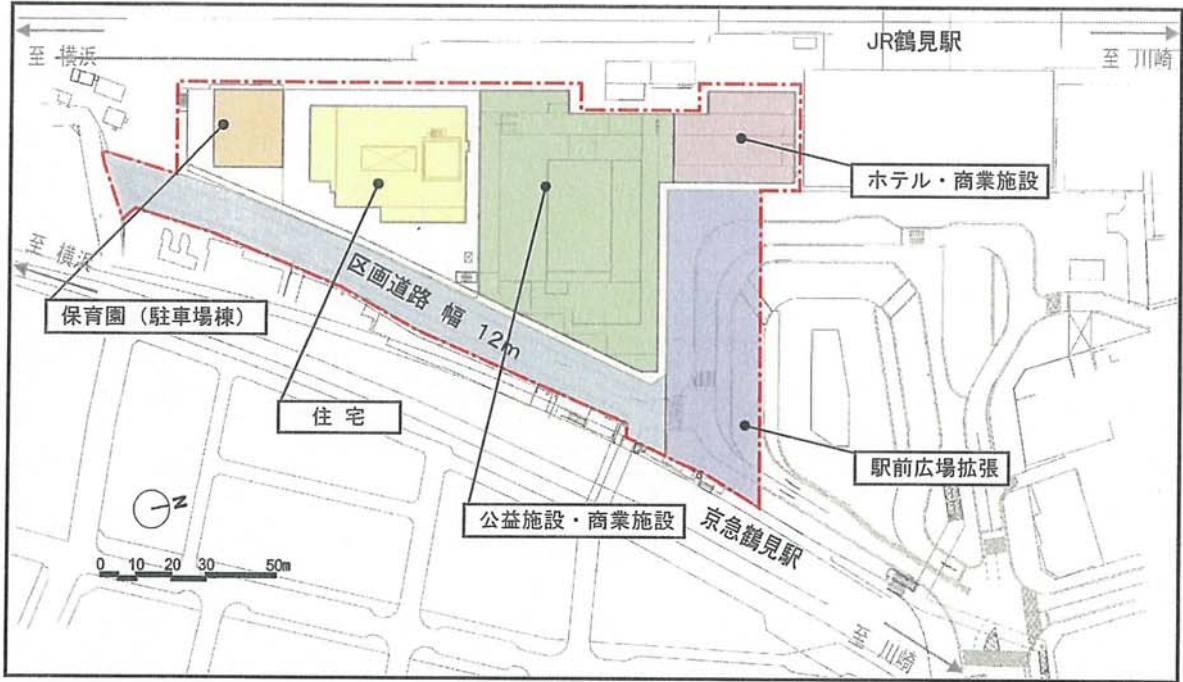 JR鶴見駅
至 横浜
至 川崎
ホテル・商業施設
至 横浜
区画道路 幅 12m
保育園（駐車場棟）
住 宅
駅前広場拡張
公益施設・商業施設
京急鶴見駅
N
0 10 20 30 50m
至 川崎